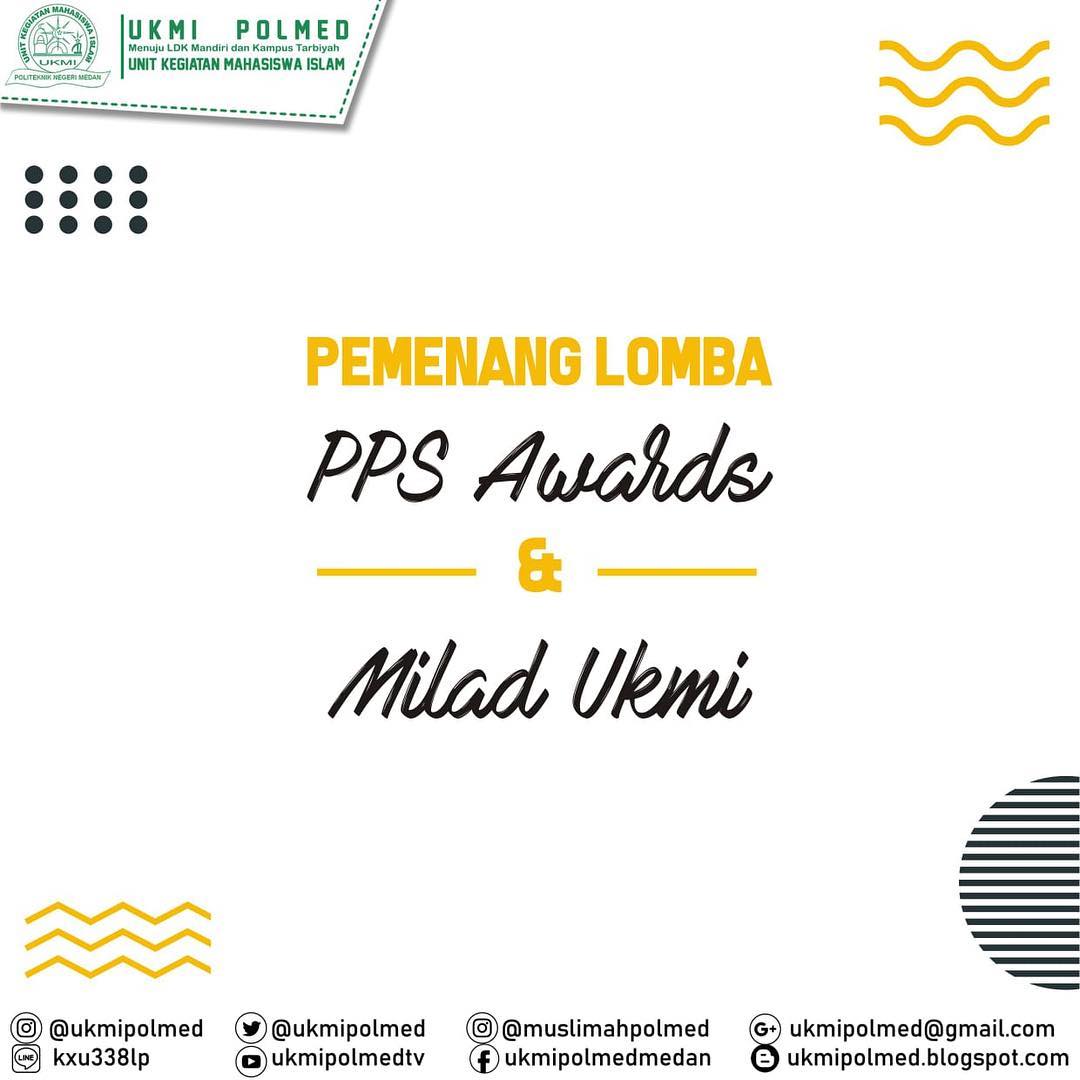 UNIT KEGIATAN MAHASISWA ISLAM
UKMI
POLITEKNIK NEGERI MEDAN
UKMI POLMED
Menuju LDK Mandiri dan Kampus Tarbiyah
UNIT KEGIATAN MAHASISWA ISLAM
PEMENANG LOMBA
PPS Awards
&
Milad Ukmi
@ukmipolmed
@ukmipolmed
@muslimahpolmed
G+ ukmipolmed@gmail.com
LINE kxu338lp
ukmipolmedtv
ukmipolmedmedan
ukmipolmed.blogspot.com